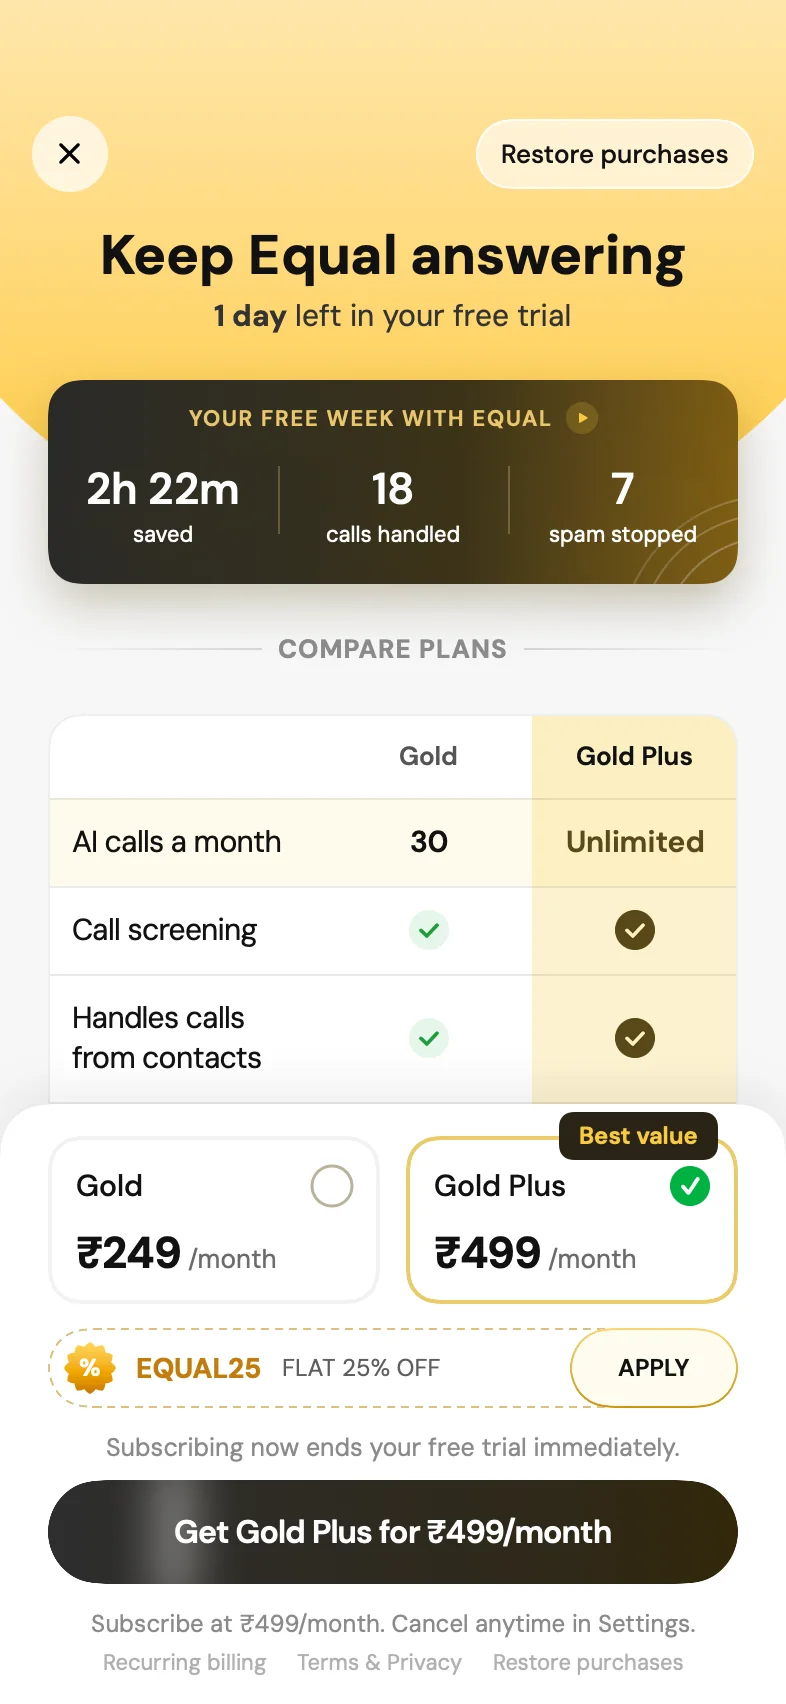 Restore purchases
Keep Equal answering
1 day left in your free trial
YOUR FREE WEEK WITH EQUAL
2h 22m 18 7
saved calls handled spam stopped
COMPARE PLANS
Gold Gold Plus
AI calls a month 30 Unlimited
Call screening
Handles calls
from contacts
Best value
Gold Gold Plus
₹249 /month ₹499 /month
% EQUAL25 FLAT 25% OFF APPLY
Subscribing now ends your free trial immediately.
Get Gold Plus for ₹499/month
Subscribe at ₹499/month. Cancel anytime in Settings.
Recurring billing Terms & Privacy Restore purchases